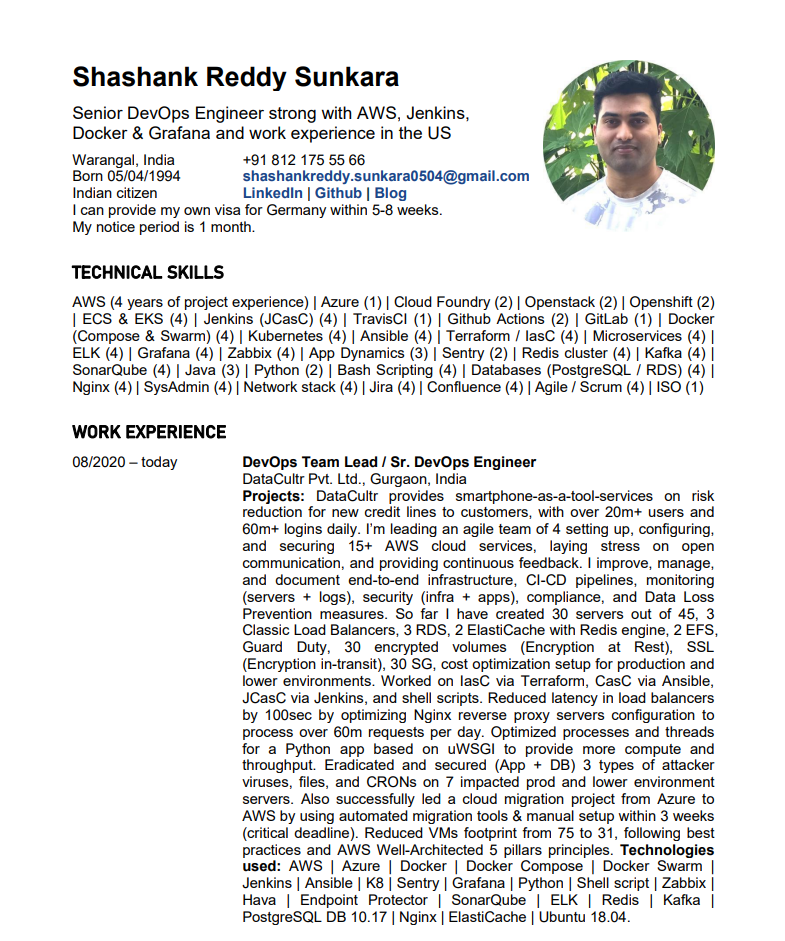 Shashank Reddy Sunkara
Senior DevOps Engineer strong with AWS, Jenkins,
Docker & Grafana and work experience in the US
Warangal, India +91 812 175 55 66
Born 05/04/1994 shashankreddy.sunkara0504@gmail.com
Indian citizen LinkedIn | Github | Blog
I can provide my own visa for Germany within 5-8 weeks.
My notice period is 1 month.
TECHNICAL SKILLS
AWS (4 years of project experience) | Azure (1) | Cloud Foundry (2) | Openstack (2) | Openshift (2)
| ECS & EKS (4) | Jenkins (JCasC) (4) | TravisCI (1) | Github Actions (2) | GitLab (1) | Docker
(Compose & Swarm) (4) | Kubernetes (4) | Ansible (4) | Terraform / IasC (4) | Microservices (4) |
ELK (4) | Grafana (4) | Zabbix (4) | App Dynamics (3) | Sentry (2) | Redis cluster (4) | Kafka (4) |
SonarQube (4) | Java (3) | Python (2) | Bash Scripting (4) | Databases (PostgreSQL / RDS) (4) |
Nginx (4) | SysAdmin (4) | Network stack (4) | Jira (4) | Confluence (4) | Agile / Scrum (4) | ISO (1)
WORK EXPERIENCE
08/2020 – today DevOps Team Lead / Sr. DevOps Engineer
DataCultr Pvt. Ltd., Gurgaon, India
Projects: DataCultr provides smartphone-as-a-tool-services on risk
reduction for new credit lines to customers, with over 20m+ users and
60m+ logins daily. I'm leading an agile team of 4 setting up, configuring,
and securing 15+ AWS cloud services, laying stress on open
communication, and providing continuous feedback. I improve, manage,
and document end-to-end infrastructure, CI-CD pipelines, monitoring
(servers + logs), security (infra + apps), compliance, and Data Loss
Prevention measures. So far I have created 30 servers out of 45, 3
Classic Load Balancers, 3 RDS, 2 ElastiCache with Redis engine, 2 EFS,
Guard Duty, 30 encrypted volumes (Encryption at Rest), SSL
(Encryption in-transit), 30 SG, cost optimization setup for production and
lower environments. Worked on IasC via Terraform, CasC via Ansible,
JCasC via Jenkins, and shell scripts. Reduced latency in load balancers
by 100sec by optimizing Nginx reverse proxy servers configuration to
process over 60m requests per day. Optimized processes and threads
for a Python app based on uWSGI to provide more compute and
throughput. Eradicated and secured (App + DB) 3 types of attacker
viruses, files, and CRONs on 7 impacted prod and lower environment
servers. Also successfully led a cloud migration project from Azure to
AWS by using automated migration tools & manual setup within 3 weeks
(critical deadline). Reduced VMs footprint from 75 to 31, following best
practices and AWS Well-Architected 5 pillars principles. Technologies
used: AWS | Azure | Docker | Docker Compose | Docker Swarm |
Jenkins | Ansible | K8 | Sentry | Grafana | Python | Shell script | Zabbix |
Hava | Endpoint Protector | SonarQube | ELK | Redis | Kafka |
PostgreSQL DB 10.17 | Nginx | ElastiCache | Ubuntu 18.04.